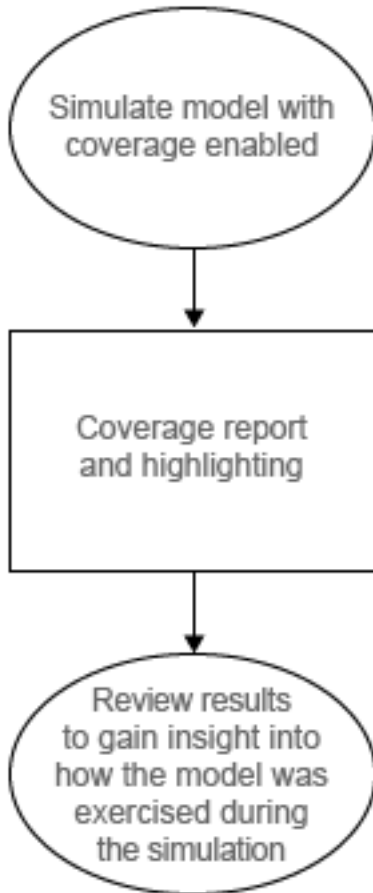 Simulate model with
coverage enabled
Coverage report
and highlighting
Review results
to gain insight into
how the model was
exercised during
the simulation